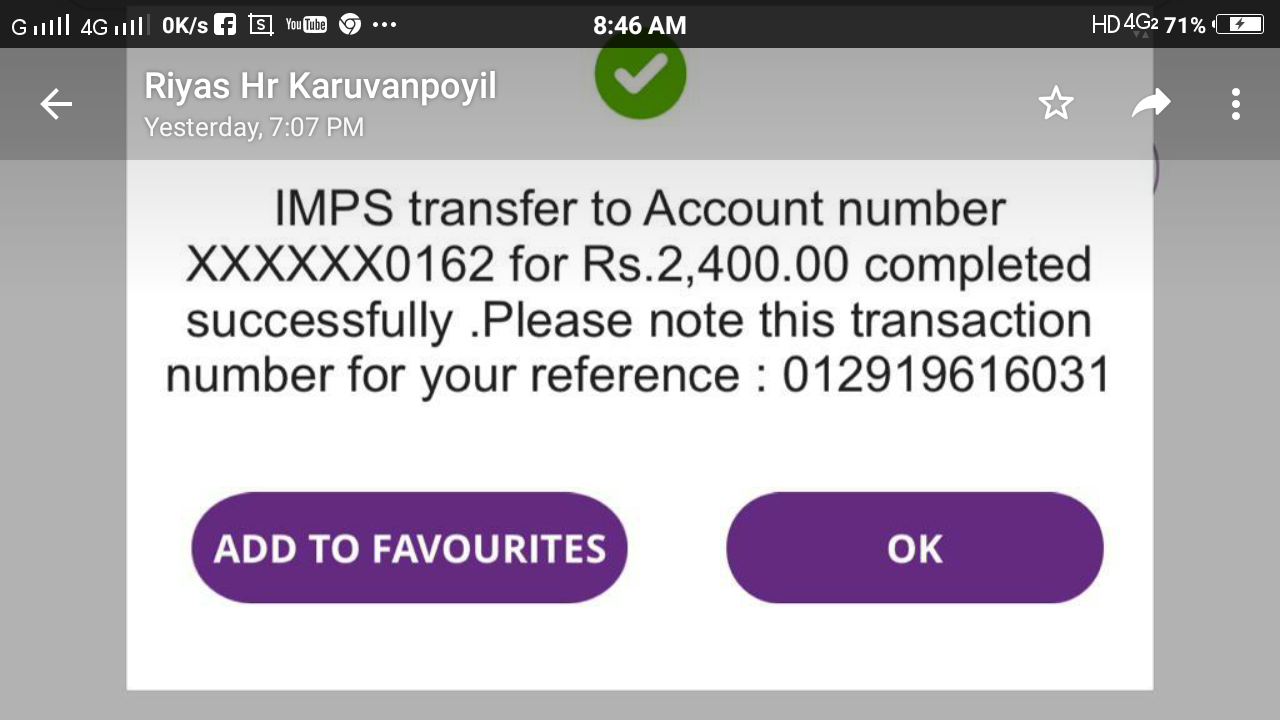 G 4G 0K/s f S YouTube 8:46 AM HD 4G2 71%
Riyas Hr Karuvanpoyil
Yesterday, 7:07 PM
IMPS transfer to Account number
XXXXXX0162 for Rs.2,400.00 completed
successfully .Please note this transaction
number for your reference : 012919616031
ADD TO FAVOURITES OK